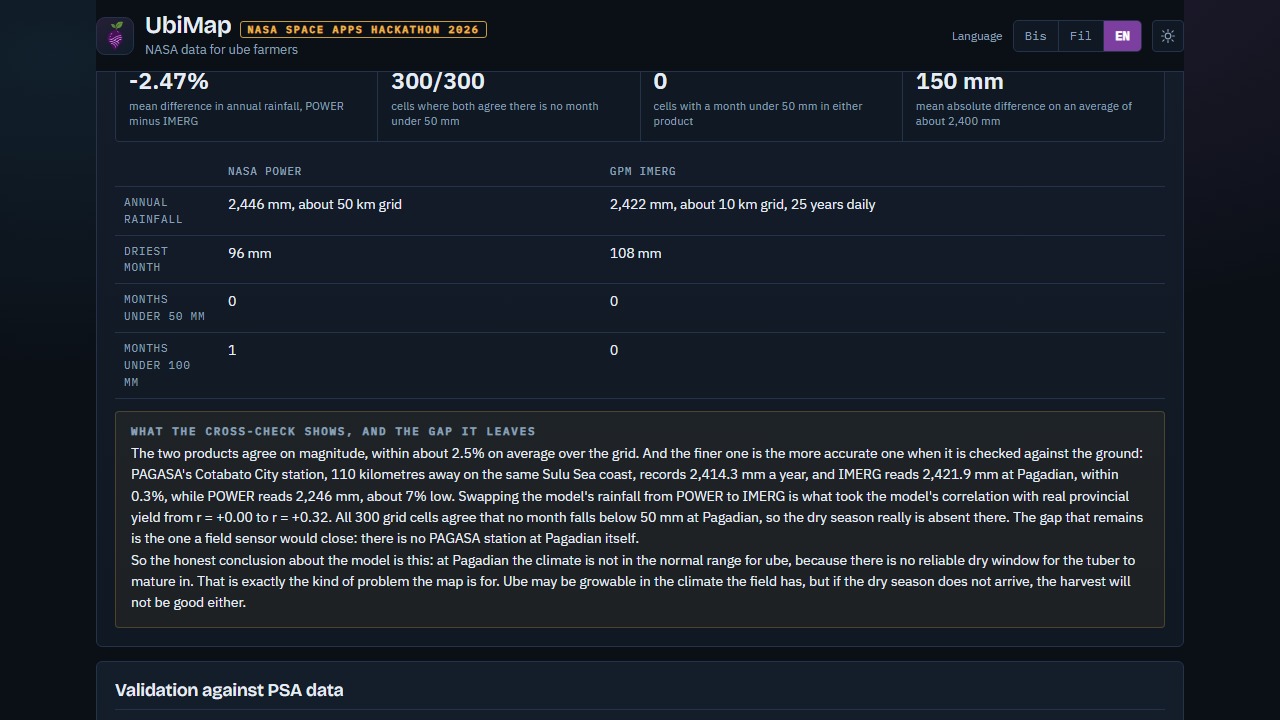 UbiMap NASA SPACE APPS HACKATHON 2026
NASA data for ube farmers
Language Bis Fil EN
-2.47% 300/300 0 150 mm
mean difference in annual rainfall, POWER minus IMERG
cells where both agree there is no month under 50 mm
cells with a month under 50 mm in either product
mean absolute difference on an average of about 2,400 mm
NASA POWER GPM IMERG
ANNUAL RAINFALL 2,446 mm, about 50 km grid 2,422 mm, about 10 km grid, 25 years daily
DRIEST MONTH 96 mm 108 mm
MONTHS UNDER 50 MM 0 0
MONTHS UNDER 100 MM 1 0
WHAT THE CROSS-CHECK SHOWS, AND THE GAP IT LEAVES
The two products agree on magnitude, within about 2.5% on average over the grid. And the finer one is the more accurate one when it is checked against the ground:
PAGASA's Cotabato City station, 110 kilometres away on the same Sulu Sea coast, records 2,414.3 mm a year, and IMERG reads 2,421.9 mm at Pagadian, within
0.3%, while POWER reads 2,246 mm, about 7% low. Swapping the model's rainfall from POWER to IMERG is what took the model's correlation with real provincial
yield from r = +0.00 to r = +0.32. All 300 grid cells agree that no month falls below 50 mm at Pagadian, so the dry season really is absent there. The gap that remains
is the one a field sensor would close: there is no PAGASA station at Pagadian itself.
So the honest conclusion about the model is this: at Pagadian the climate is not in the normal range for ube, because there is no reliable dry window for the tuber to
mature in. That is exactly the kind of problem the map is for. Ube may be growable in the climate the field has, but if the dry season does not arrive, the harvest will
not be good either.
Validation against PSA data